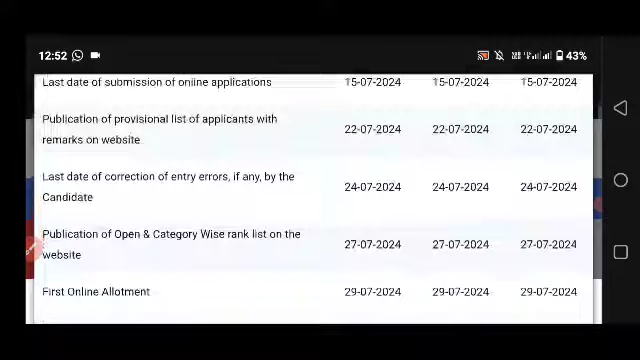 12:52 43%
Last date of submission of online applications 15-07-2024 15-07-2024 15-07-2024
Publication of provisional list of applicants with
remarks on website 22-07-2024 22-07-2024 22-07-2024
Last date of correction of entry errors, if any, by the
Candidate 24-07-2024 24-07-2024 24-07-2024
Publication of Open & Category Wise rank list on the
website 27-07-2024 27-07-2024 27-07-2024
First Online Allotment 29-07-2024 29-07-2024 29-07-2024